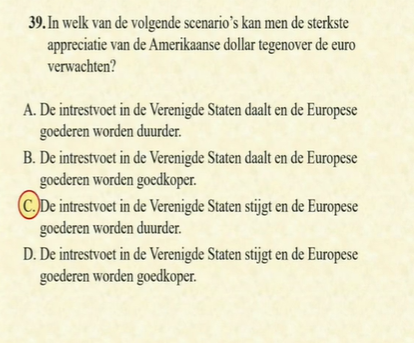 39. In welk van de volgende scenario's kan men de sterkste
appreciatie van de Amerikaanse dollar tegenover de euro
verwachten?
A. De intrestvoet in de Verenigde Staten daalt en de Europese
goederen worden duurder.
B. De intrestvoet in de Verenigde Staten daalt en de Europese
goederen worden goedkoper.
C. De intrestvoet in de Verenigde Staten stijgt en de Europese
goederen worden duurder.
D. De intrestvoet in de Verenigde Staten stijgt en de Europese
goederen worden goedkoper.